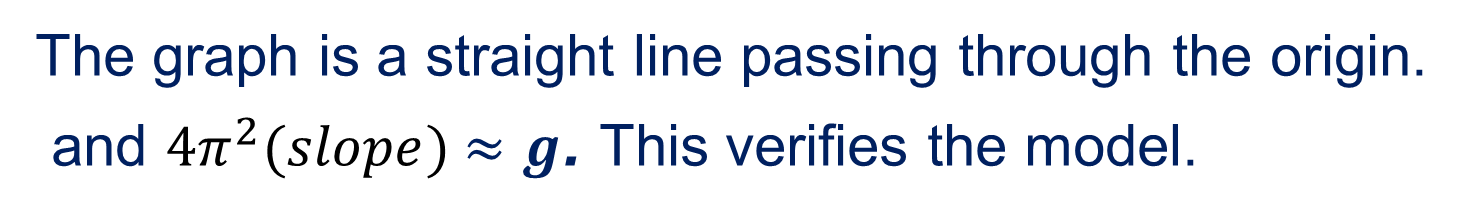 The graph is a straight line passing through the origin.
and 4π²(slope) ≈ g. This verifies the model.